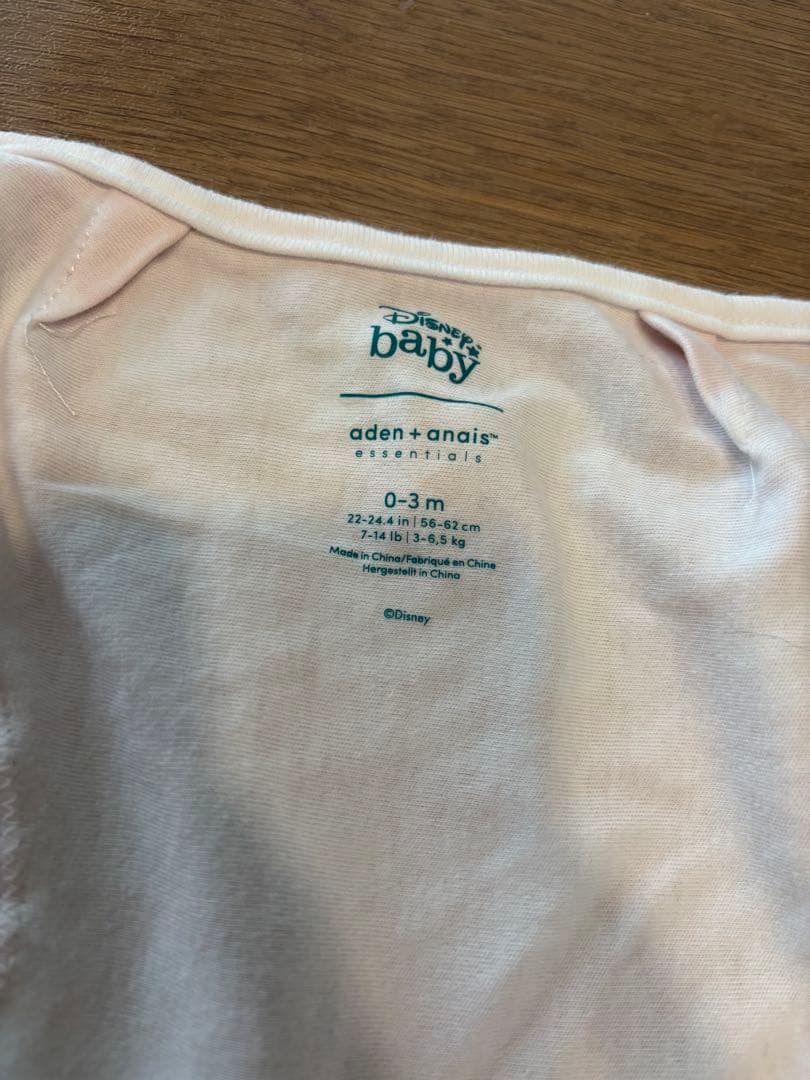 Disney
baby
aden + anais™
essentials
0-3 m
22-24.4 in | 56-62 cm
7-14 lb | 3-6,5 kg
Made in China/Fabriqué en Chine
Hergestellt in China
©Disney